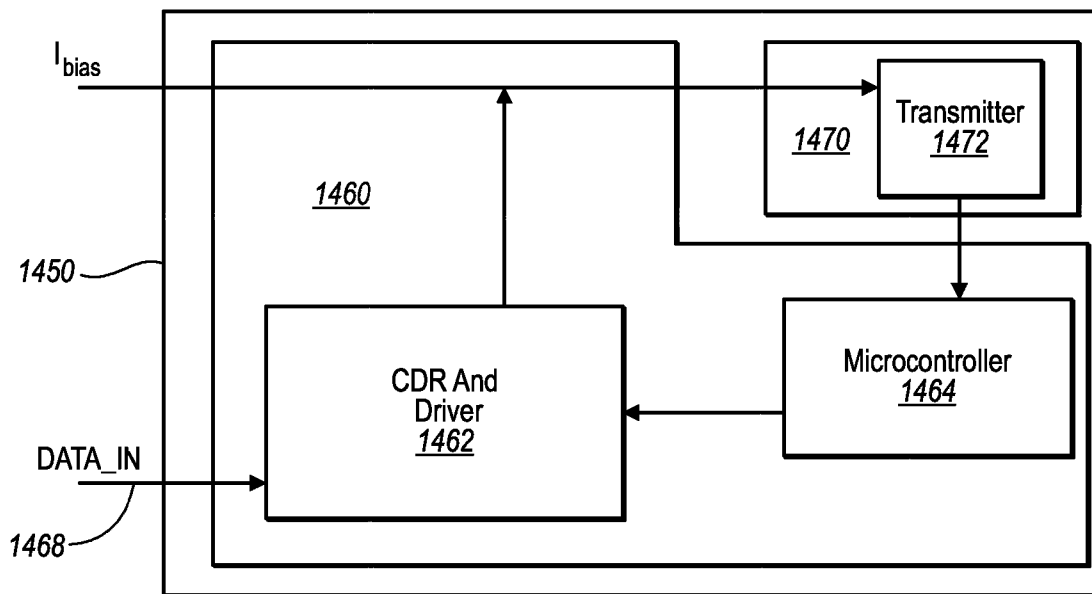 I_bias
Transmitter
1472
1470
1460
1450
Microcontroller
1464
CDR And
Driver
1462
DATA_IN
1468